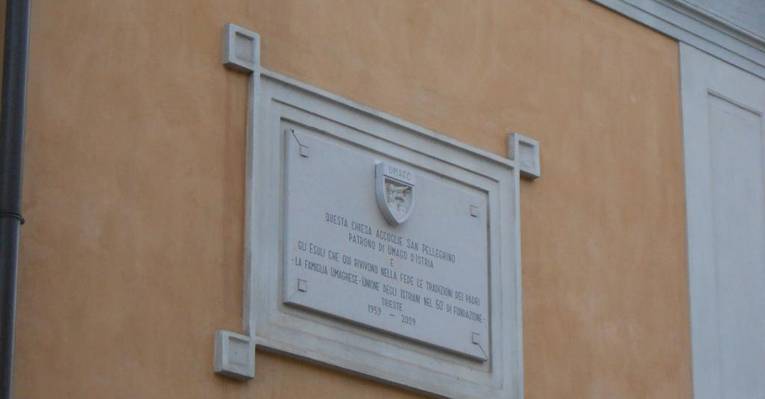 UMAGO
QUESTA CHIESA ACCOGLIE SAN PELLEGRINO
PATRONO DI UMAGO D'ISTRIA
E
GLI ESULI CHE QUI RIVIVONO NELLA FEDE LE TRADIZIONI DEI PADRI
-LA FAMIGLIA UMAGHESE-UNIONE DEGLI ISTRIANI NEL 50° DI FONDAZIONE-
TRIESTE
1959 - 2009